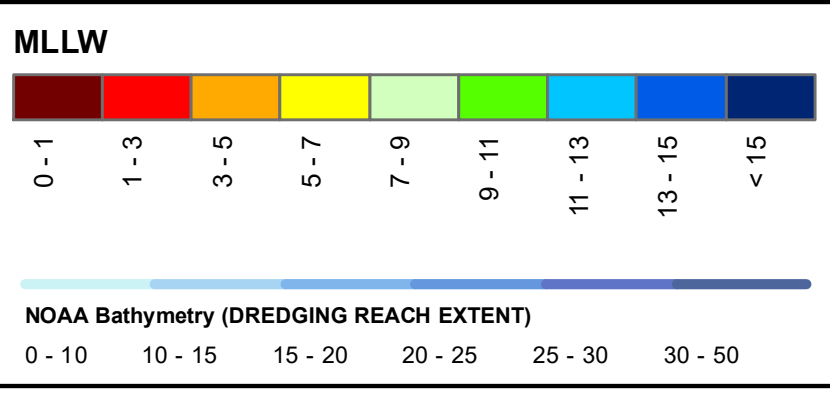 MLLW
0 - 1
1 - 3
3 - 5
5 - 7
7 - 9
9 - 11
11 - 13
13 - 15
< 15
NOAA Bathymetry (DREDGING REACH EXTENT)
0 - 10 10 - 15 15 - 20 20 - 25 25 - 30 30 - 50